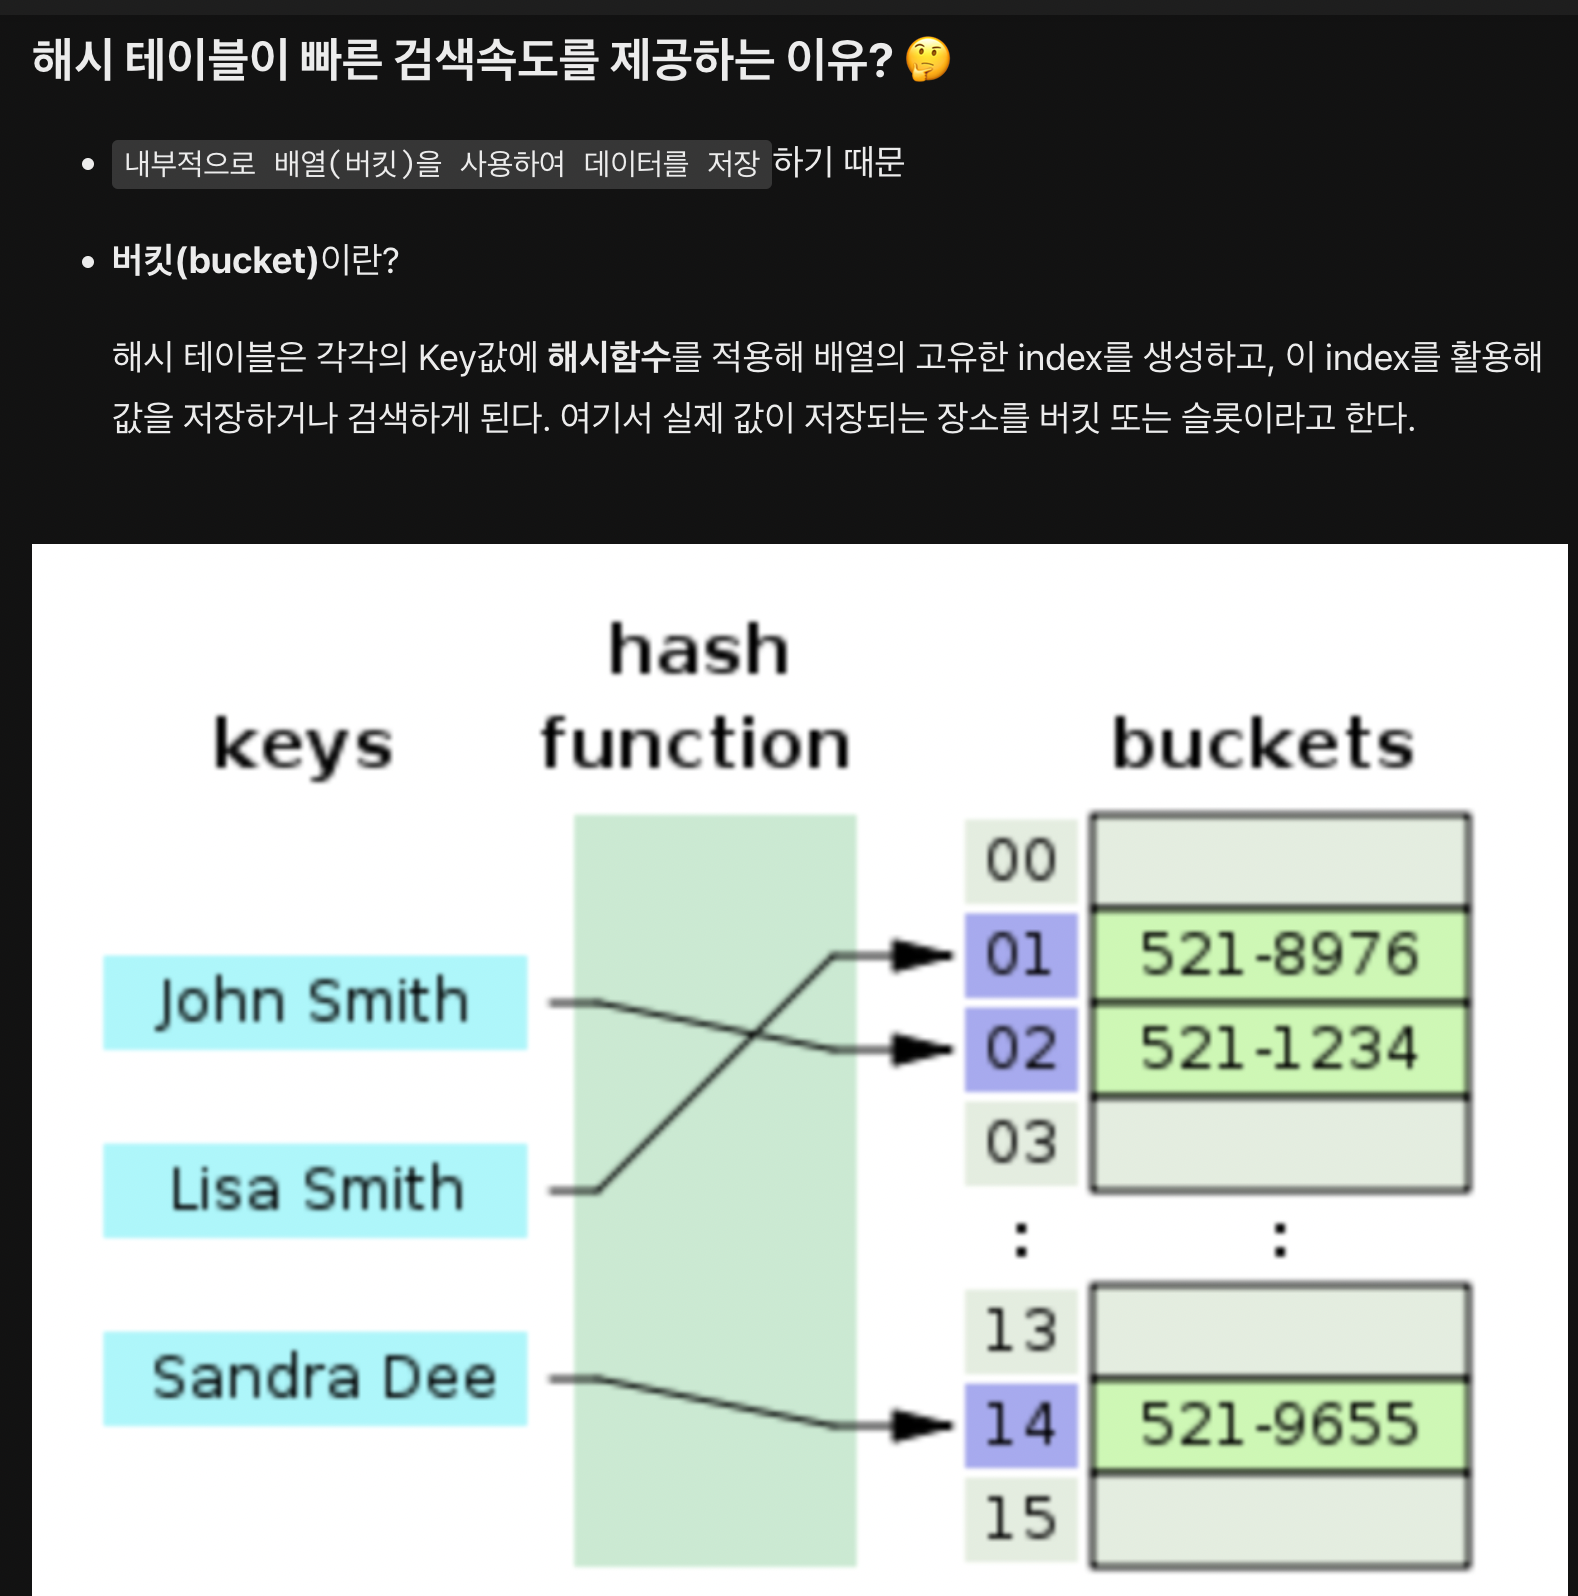 해시 테이블이 빠른 검색속도를 제공하는 이유? 🤔
• 내부적으로 배열(버킷)을 사용하여 데이터를 저장하기 때문
• 버킷(bucket)이란?
해시 테이블은 각각의 Key값에 해시함수를 적용해 배열의 고유한 index를 생성하고, 이 index를 활용해
값을 저장하거나 검색하게 된다. 여기서 실제 값이 저장되는 장소를 버킷 또는 슬롯이라고 한다.
hash
keys function buckets
00
01 521-8976
John Smith
02 521-1234
03
Lisa Smith
: :
13
Sandra Dee
14 521-9655
15